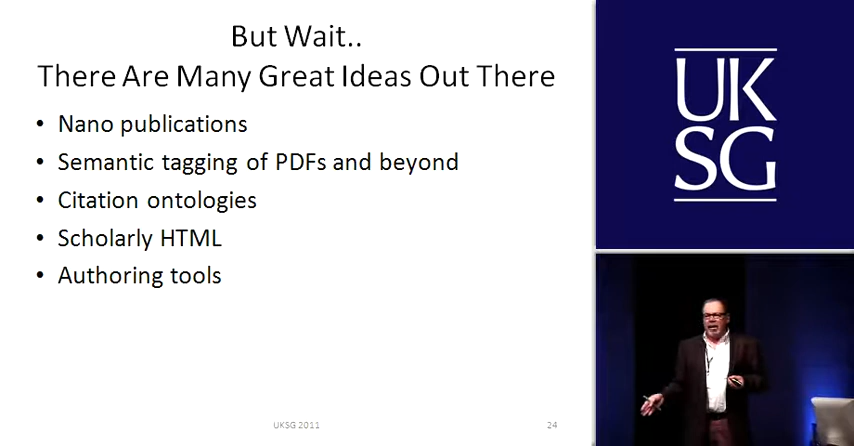 But Wait..
There Are Many Great Ideas Out There
• Nano publications
• Semantic tagging of PDFs and beyond
• Citation ontologies
• Scholarly HTML
• Authoring tools
UKSG 2011
24
UK
SG